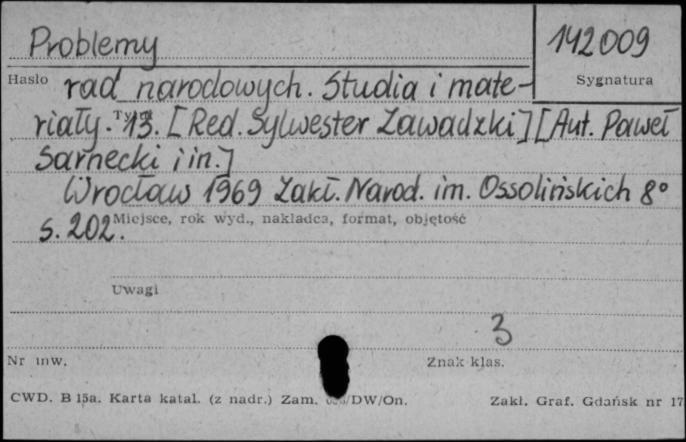 Problemy
142009
Hasło
rad narodowych. Studia i mate-
Sygnatura
riały. 13. [Red. Sylwester Zawadzki] [Aut. Paweł
Sarnecki i in.]
Wrocław 1969 Zakł. Narod. im. Ossolińskich 8°
s. 202.
Miejsce, rok wyd., nakładca, format, objętość
Uwagi
3
Nr inw.
Znak klas.
CWD. B 15a. Karta katal. (z nadr.) Zam. /DW/On.
Zakł. Graf. Gdańsk nr 17